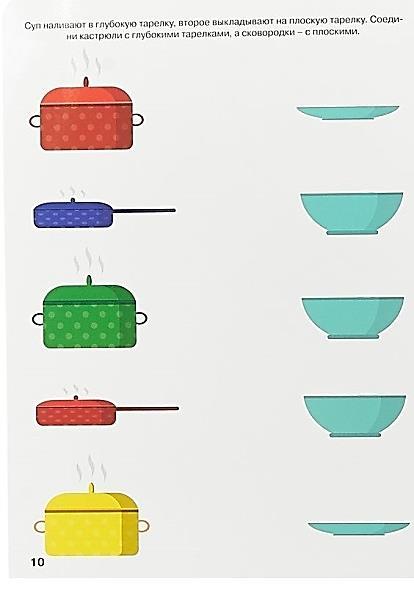 Суп наливают в глубокую тарелку, второе выкладывают на плоскую тарелку. Соеди-
ни кастрюли с глубокими тарелками, а сковородки – с плоскими.
10